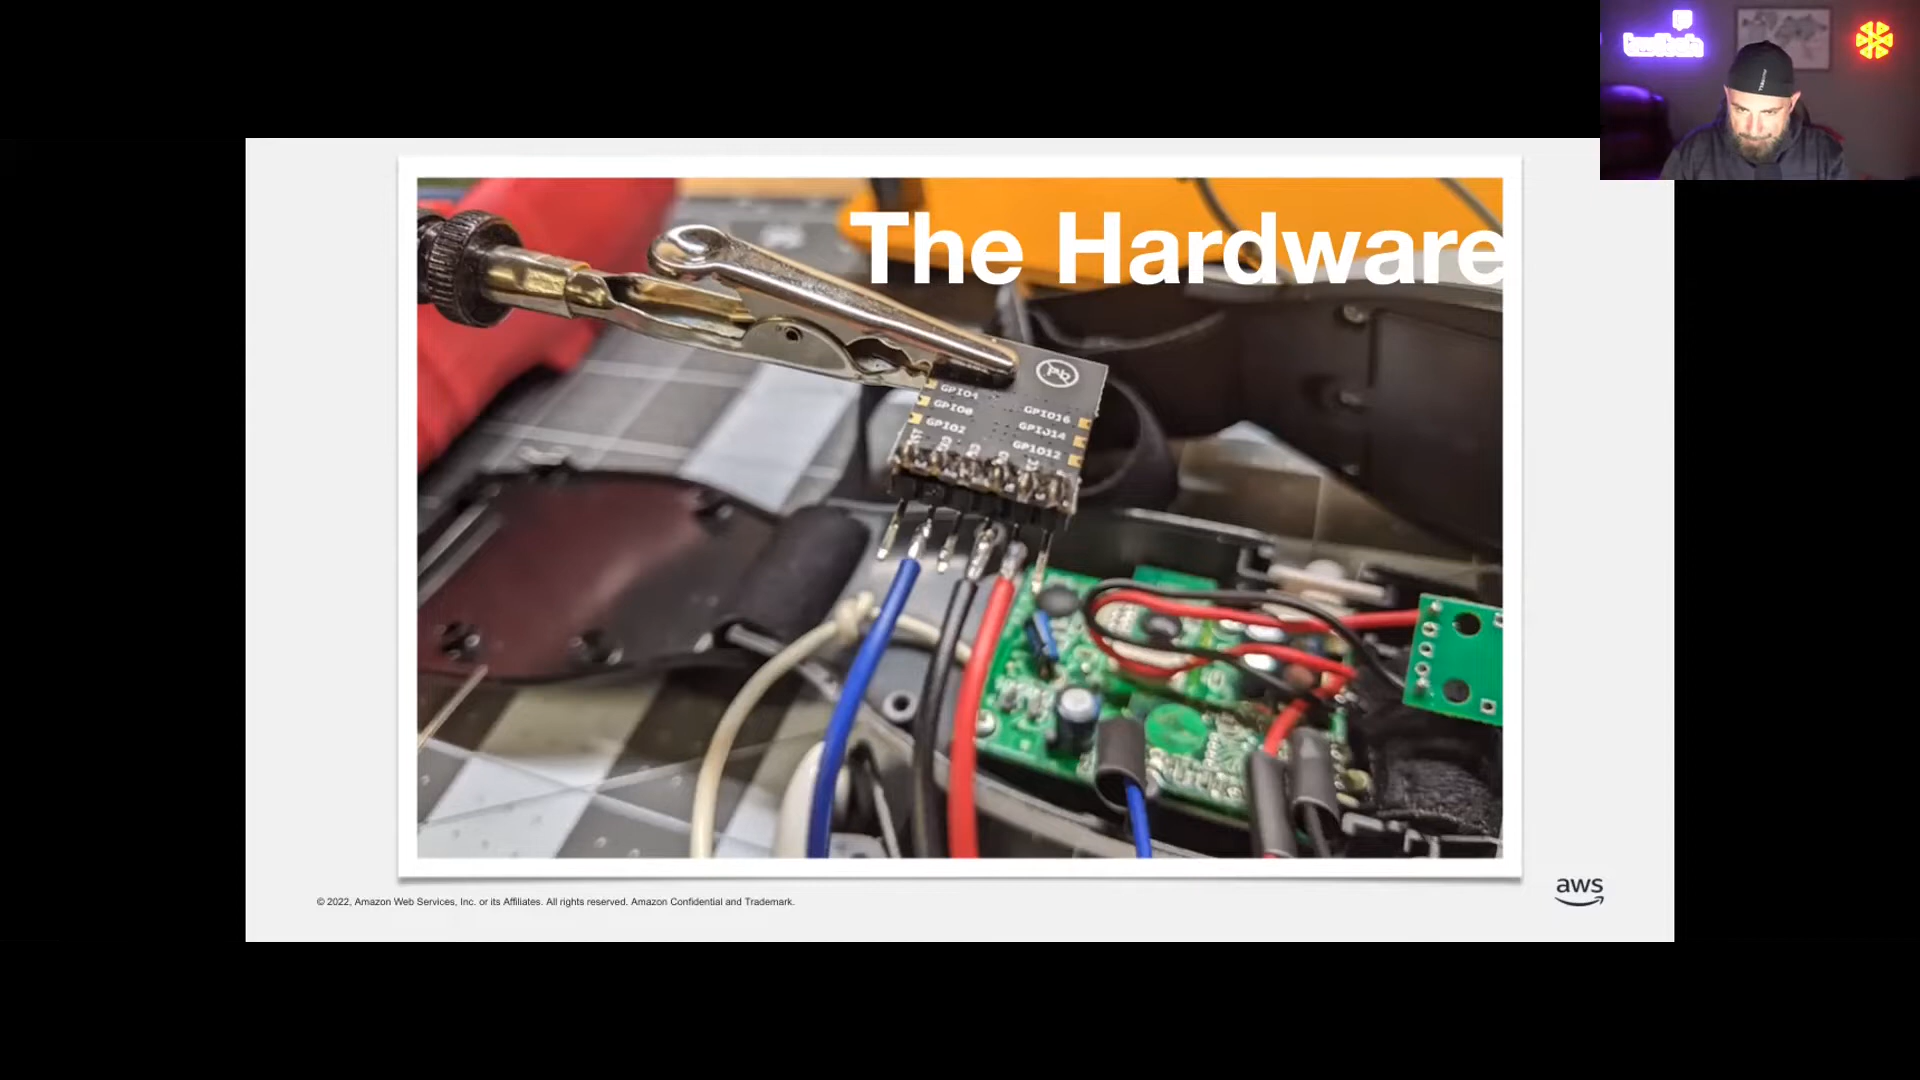 The Hardware
GPIO4
GPIO0
GPIO2
GPIO16
GPIO14
GPIO12
Pb
© 2022, Amazon Web Services, Inc. or its Affiliates. All rights reserved. Amazon Confidential and Trademark.
aws